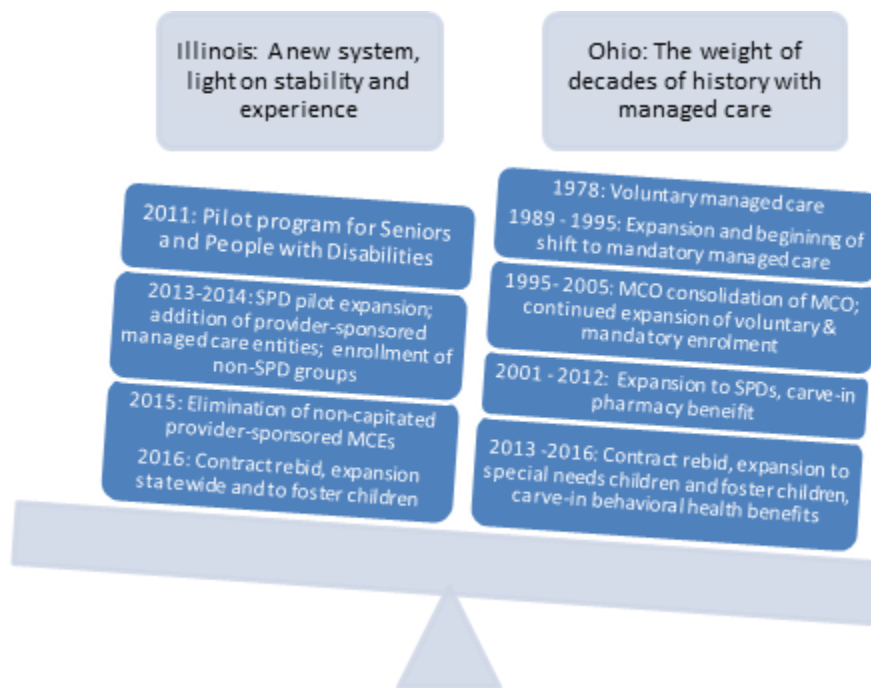 Illinois: A new system,
light on stability and
experience
Ohio: The weight of
decades of history with
managed care
2011: Pilot program for Seniors
and People with Disabilities
2013-2014: SPD pilot expansion;
addition of provider-sponsored
managed care entities; enrollment of
non-SPD groups
2015: Elimination of non-capitated
provider-sponsored MCEs
2016: Contract rebid, expansion
statewide and to foster children
1978: Voluntary managed care
1989 - 1995: Expansion and begininng of
shift to mandatory managed care
1995- 2005: MCO consolidation of MCO;
continued expansion of voluntary &
mandatory enrolment
2001 - 2012: Expansion to SPDs, carve-in
pharmacy beneifit
2013 -2016: Contract rebid, expansion to
special needs children and foster children,
carve-in behavioral health benefits